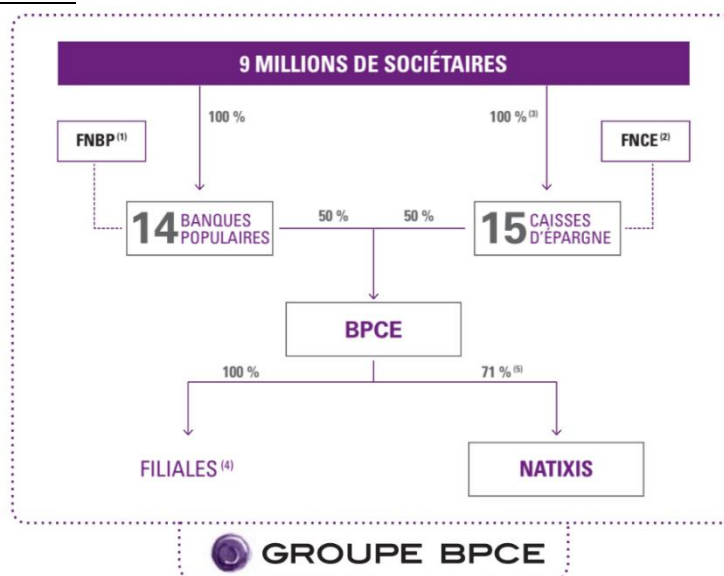 9 MILLIONS DE SOCIÉTAIRES
100 %
100 % (3)
FNBP (1)
FNCE (2)
14 BANQUES
POPULAIRES
50 %
50 %
15 CAISSES
D'ÉPARGNE
BPCE
100 %
71 % (5)
FILIALES (4)
NATIXIS
GROUPE BPCE